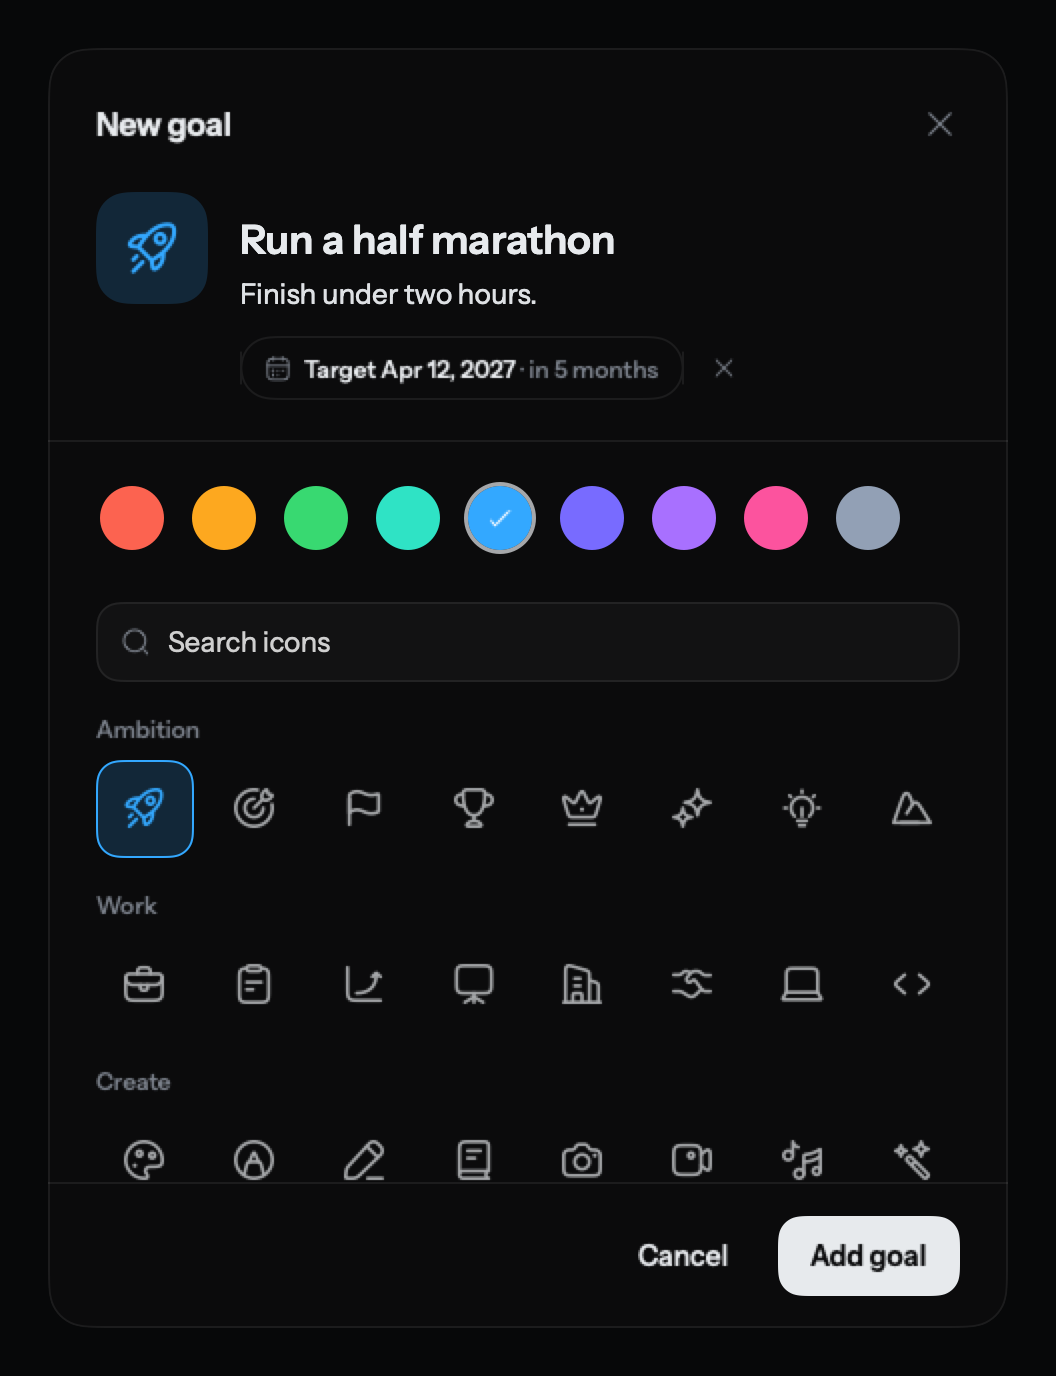 New goal
Run a half marathon
Finish under two hours.
Target Apr 12, 2027 · in 5 months
Search icons
Ambition
Work
Create
Cancel
Add goal